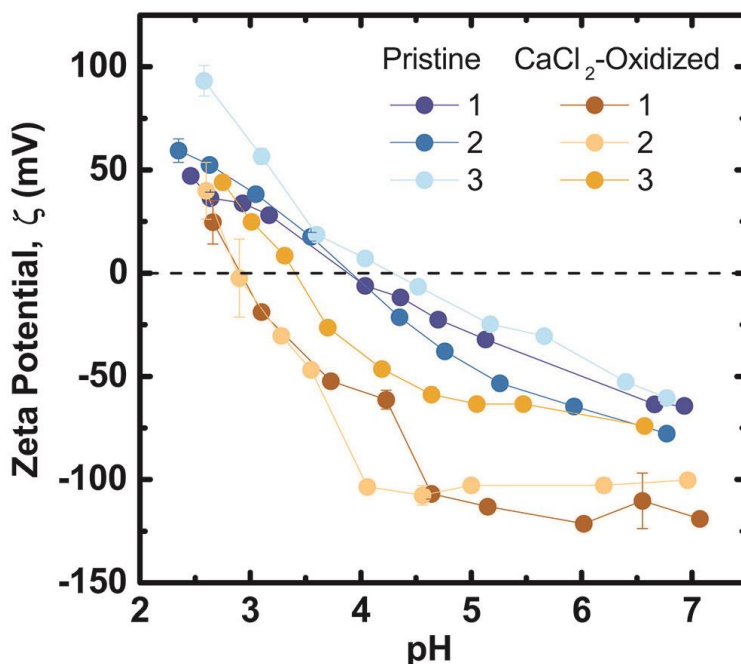 Pristine CaCl2-Oxidized
1 1
2 2
3 3
100
50
0
-50
-100
-150
Zeta Potential, ζ (mV)
2 3 4 5 6 7
pH